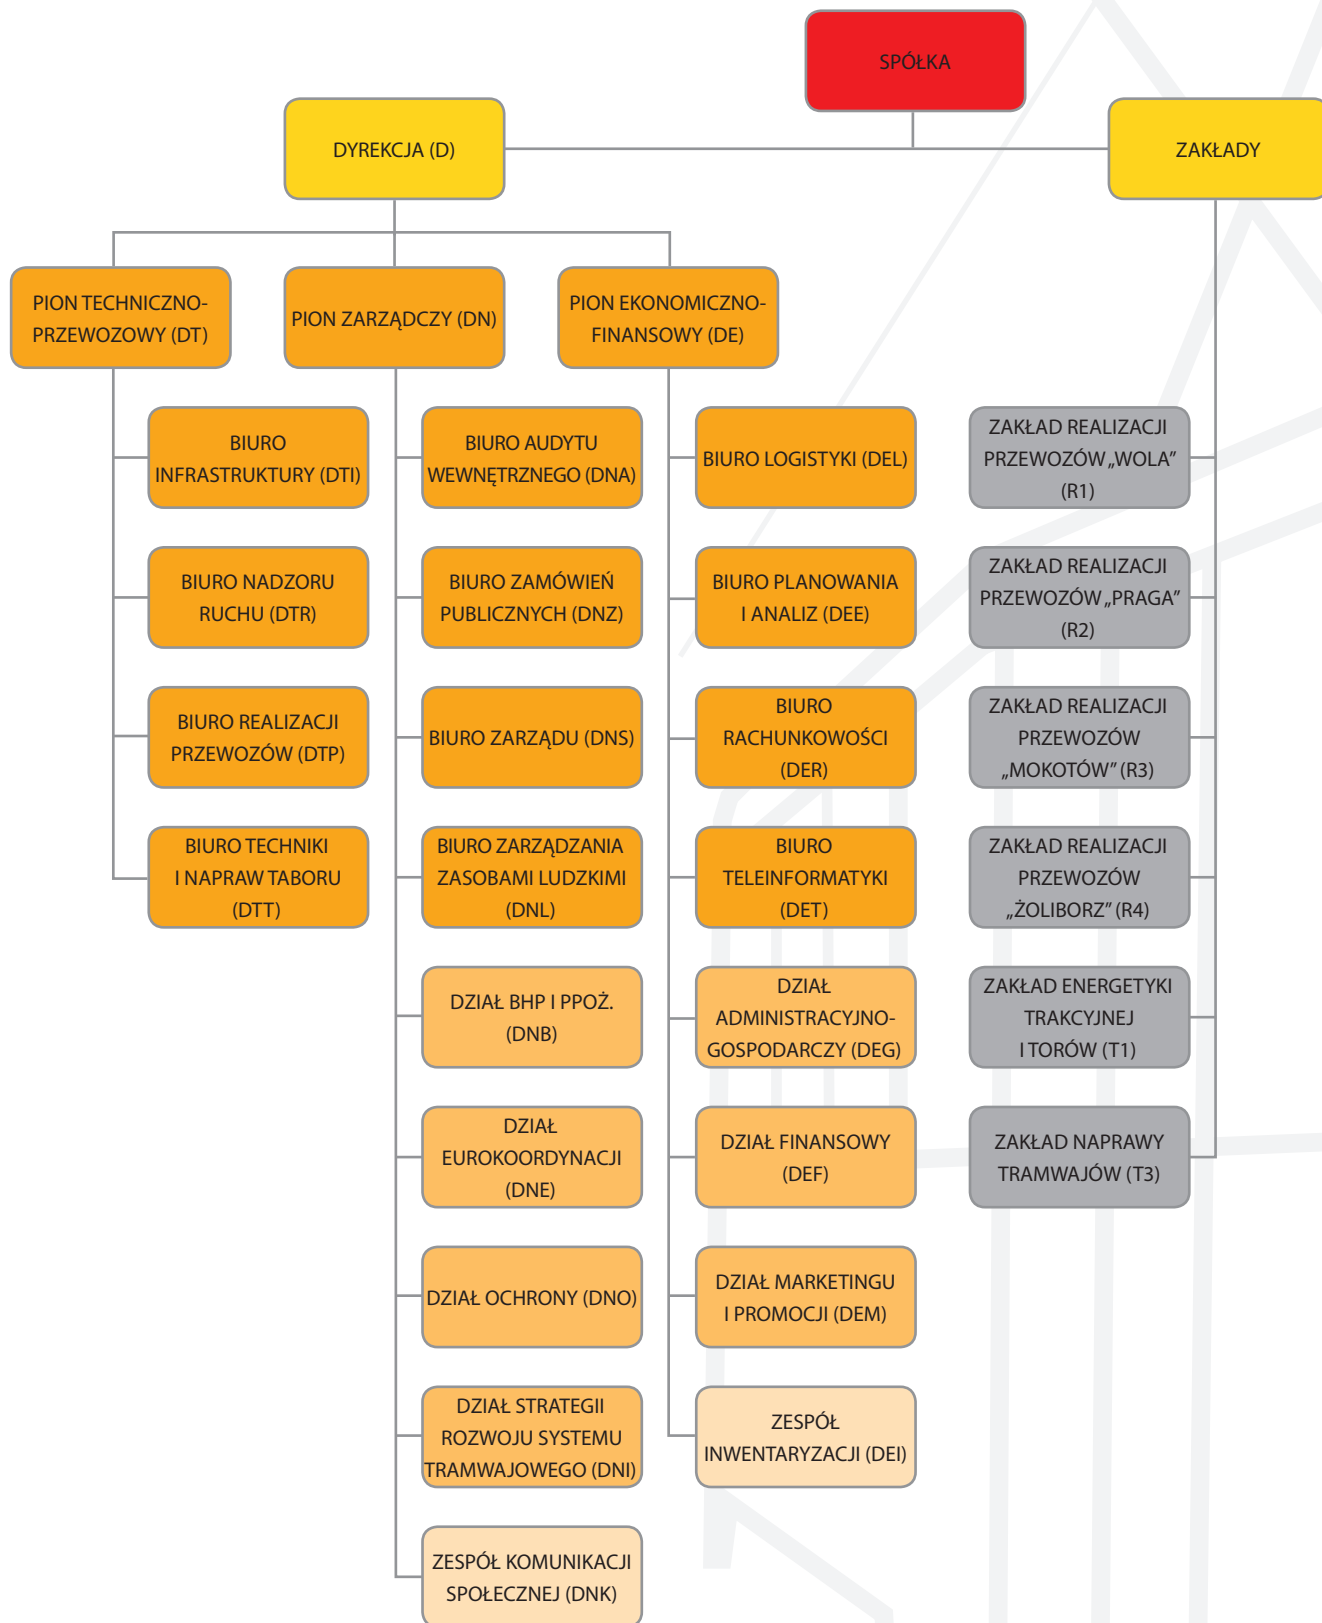 SPÓŁKA
DYREKCJA (D)
ZAKŁADY
PION TECHNICZNO-
PRZEWOZOWY (DT)
PION ZARZĄDCZY (DN)
PION EKONOMICZNO-
FINANSOWY (DE)
BIURO
INFRASTRUKTURY (DTI)
BIURO NADZORU
RUCHU (DTR)
BIURO REALIZACJI
PRZEWOZÓW (DTP)
BIURO TECHNIKI
I NAPRAW TABORU
(DTT)
BIURO AUDYTU
WEWNĘTRZNEGO (DNA)
BIURO ZAMÓWIEŃ
PUBLICZNYCH (DNZ)
BIURO ZARZĄDU (DNS)
BIURO ZARZĄDZANIA
ZASOBAMI LUDZKIMI
(DNL)
DZIAŁ BHP I PPOŻ.
(DNB)
DZIAŁ
EUROKOORDYNACJI
(DNE)
DZIAŁ OCHRONY (DNO)
DZIAŁ STRATEGII
ROZWOJU SYSTEMU
TRAMWAJOWEGO (DNI)
ZESPÓŁ KOMUNIKACJI
SPOŁECZNEJ (DNK)
BIURO LOGISTYKI (DEL)
BIURO PLANOWANIA
I ANALIZ (DEE)
BIURO
RACHUNKOWOŚCI
(DER)
BIURO
TELEINFORMATYKI
(DET)
DZIAŁ
ADMINISTRACYJNO-
GOSPODARCZY (DEG)
DZIAŁ FINANSOWY
(DEF)
DZIAŁ MARKETINGU
I PROMOCJI (DEM)
ZESPÓŁ
INWENTARYZACJI (DEI)
ZAKŁAD REALIZACJI
PRZEWOZÓW „WOLA”
(R1)
ZAKŁAD REALIZACJI
PRZEWOZÓW „PRAGA”
(R2)
ZAKŁAD REALIZACJI
PRZEWOZÓW
„MOKOTÓW” (R3)
ZAKŁAD REALIZACJI
PRZEWOZÓW
„ŻOLIBORZ” (R4)
ZAKŁAD ENERGETYKI
TRAKCYJNEJ
I TORÓW (T1)
ZAKŁAD NAPRAWY
TRAMWAJÓW (T3)